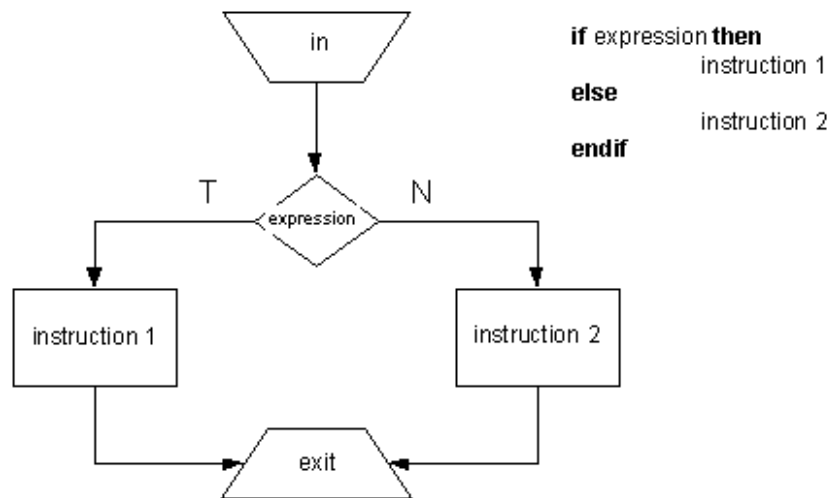 in
if expression then
instruction 1
else
instruction 2
endif
T
N
expression
instruction 1
instruction 2
exit